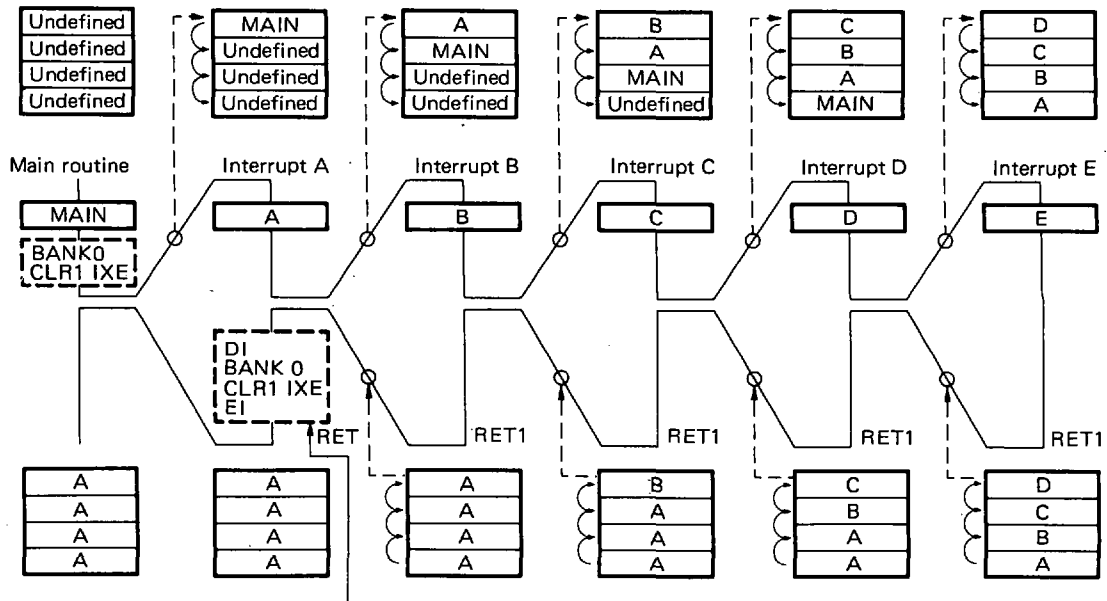 Undefined
Undefined
Undefined
Undefined
MAIN
Undefined
Undefined
Undefined
A
MAIN
Undefined
Undefined
B
A
MAIN
Undefined
C
B
A
MAIN
D
C
B
A
Main routine
Interrupt A
Interrupt B
Interrupt C
Interrupt D
Interrupt E
MAIN
A
B
C
D
E
BANK0
CLR1 IXE
DI
BANK 0
CLR1 IXE
EI
RET
RET1
RET1
RET1
RET1
A
A
A
A
A
A
A
A
A
A
A
A
B
A
A
A
C
B
A
A
D
C
B
A